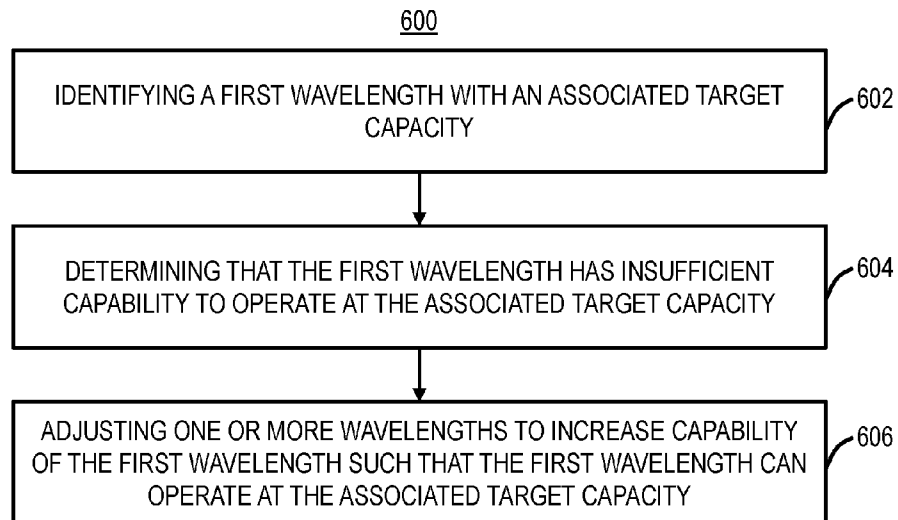 600
IDENTIFYING A FIRST WAVELENGTH WITH AN ASSOCIATED TARGET
CAPACITY
602
DETERMINING THAT THE FIRST WAVELENGTH HAS INSUFFICIENT
CAPABILITY TO OPERATE AT THE ASSOCIATED TARGET CAPACITY
604
ADJUSTING ONE OR MORE WAVELENGTHS TO INCREASE CAPABILITY
OF THE FIRST WAVELENGTH SUCH THAT THE FIRST WAVELENGTH CAN
OPERATE AT THE ASSOCIATED TARGET CAPACITY
606